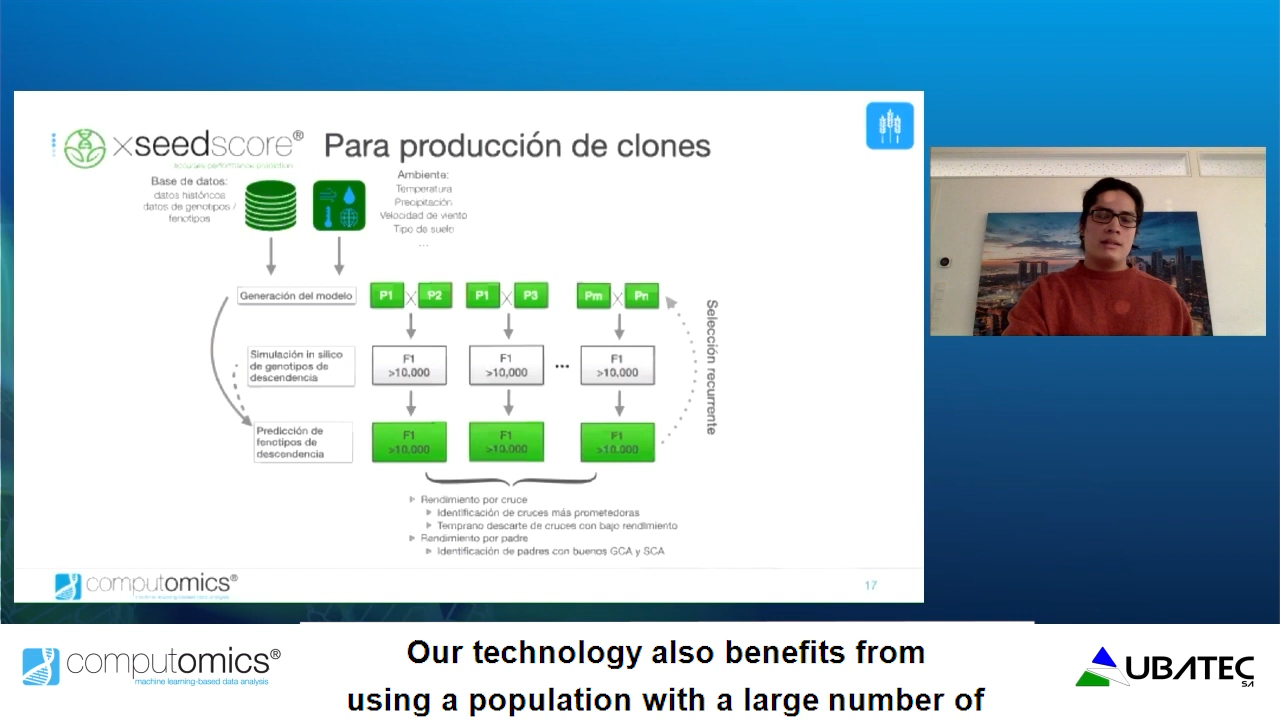 xseedscore®
accurate performance prediction
Para producción de clones
Base de datos:
datos históricos
datos de genotipos /
fenotipos
Ambiente:
Temperatura
Precipitación
Velocidad de viento
Tipo de suelo
...
Generación del modelo
P1 X P2
P1 X P3
Pm X Pn
Simulación in silico
de genotipos de
descendencia
F1
>10,000
F1
>10,000
...
F1
>10,000
Predicción de
fenotipos de
descendencia
F1
>10,000
F1
>10,000
F1
>10,000
Selección recurrente
Rendimiento por cruce
Identificación de cruces más prometedoras
Temprano descarte de cruces con bajo rendimiento
Rendimiento por padre
Identificación de padres con buenos GCA y SCA
computomics®
17
computomics®
machine learning-based data analysis
Our technology also benefits from
using a population with a large number of
UBATEC
SA